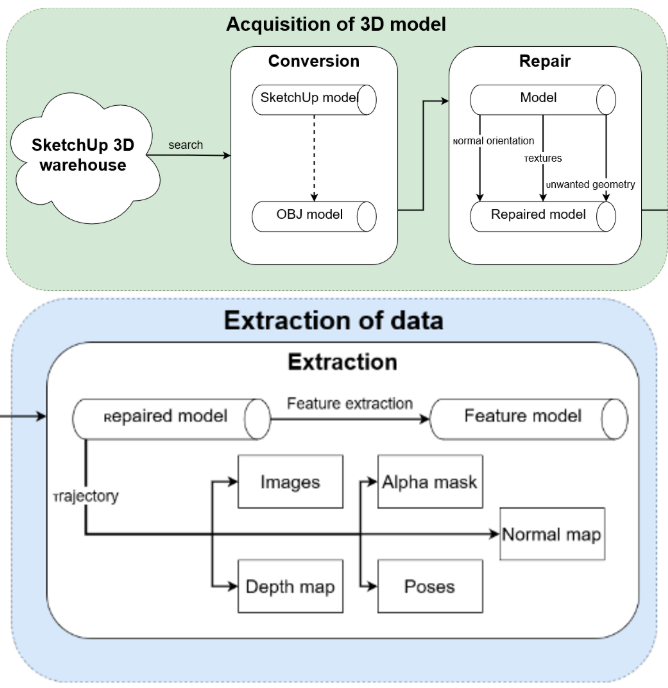 Acquisition of 3D model
Conversion
Repair
SketchUp model
Model
SketchUp 3D
warehouse
search
Normal orientation
Textures
Unwanted geometry
OBJ model
Repaired model
Extraction of data
Extraction
Repaired model
Feature extraction
Feature model
Trajectory
Images
Alpha mask
Normal map
Depth map
Poses